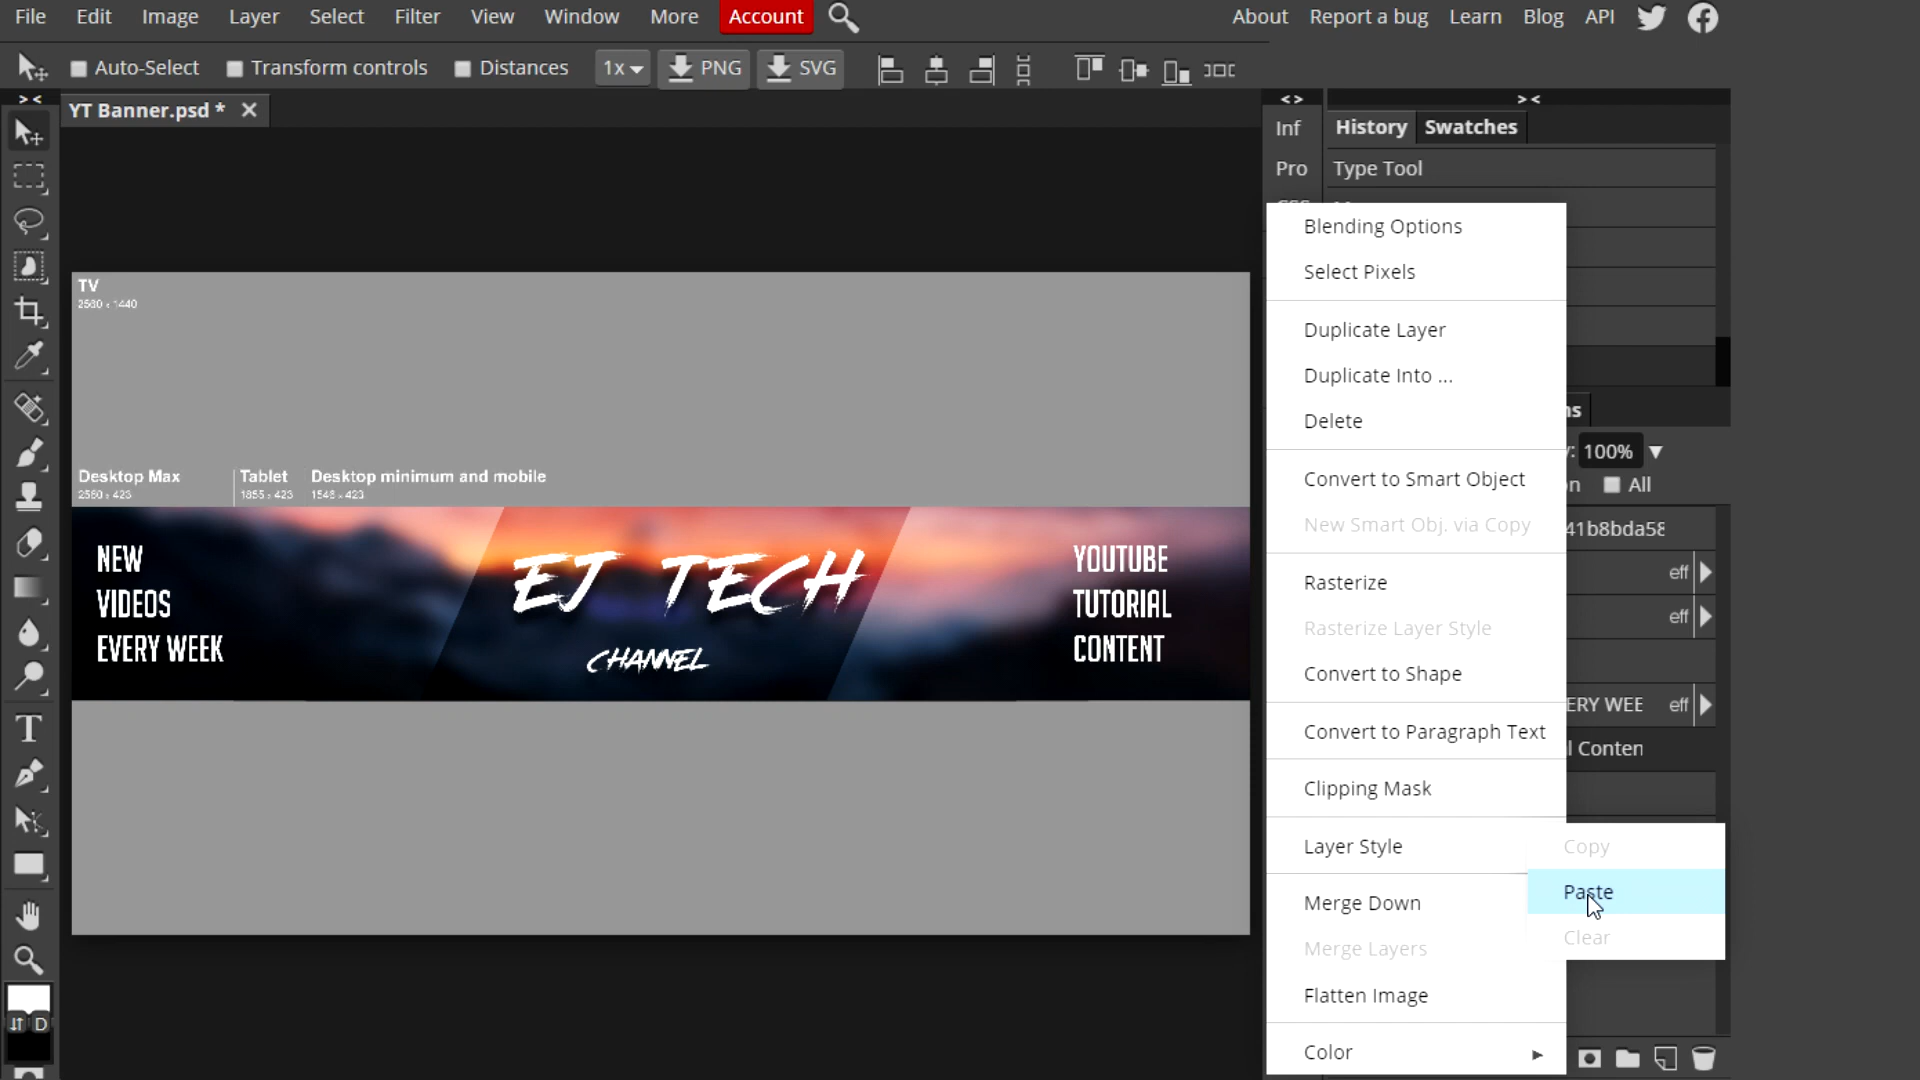 File Edit Image Layer Select Filter View Window More Account About Report a bug Learn Blog API
Auto-Select Transform controls Distances 1x PNG SVG
YT Banner.psd *
Inf
Pro
History Swatches
Type Tool
Blending Options
Select Pixels
Duplicate Layer
Duplicate Into ...
Delete
Convert to Smart Object
New Smart Obj. via Copy
Rasterize
Rasterize Layer Style
Convert to Shape
Convert to Paragraph Text
Clipping Mask
Layer Style
Merge Down
Merge Layers
Flatten Image
Color
Copy
Paste
Clear
100%
All
41b8bda58
eff
eff
ERY WEE eff
l Conten
TV
2560 x 1440
Desktop Max
2560 x 423
Tablet
1855 x 423
Desktop minimum and mobile
1546 x 423
NEW
VIDEOS
EVERY WEEK
EJ TECH
CHANNEL
YOUTUBE
TUTORIAL
CONTENT
T
D